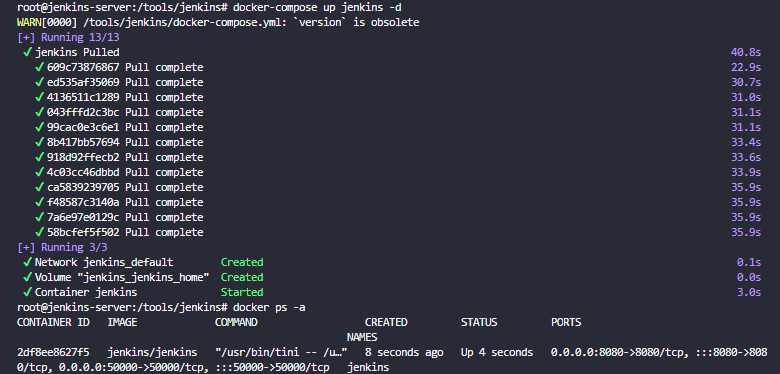 root@jenkins-server:/tools/jenkins# docker-compose up jenkins -d
WARN[0000] /tools/jenkins/docker-compose.yml: `version` is obsolete
[+] Running 13/13
✔ jenkins Pulled 40.8s
✔ 609c73876867 Pull complete 22.9s
✔ ed535af35069 Pull complete 30.7s
✔ 4136511c1289 Pull complete 31.0s
✔ 043fffd2c3bc Pull complete 31.1s
✔ 99cac0e3c6e1 Pull complete 31.1s
✔ 8b417bb57694 Pull complete 33.4s
✔ 918d92ffecb2 Pull complete 33.6s
✔ 4c03cc46dbbd Pull complete 33.9s
✔ ca5839239705 Pull complete 35.9s
✔ f48587c3140a Pull complete 35.9s
✔ 7a6e97e0129c Pull complete 35.9s
✔ 58bcfef5f502 Pull complete 35.9s
[+] Running 3/3
✔ Network jenkins_default Created 0.1s
✔ Volume "jenkins_jenkins_home" Created 0.0s
✔ Container jenkins Started 3.0s
root@jenkins-server:/tools/jenkins# docker ps -a
CONTAINER ID IMAGE COMMAND CREATED STATUS PORTS
NAMES
2df8ee8627f5 jenkins/jenkins "/usr/bin/tini -- /u…" 8 seconds ago Up 4 seconds 0.0.0.0:8080->8080/tcp, :::8080->808
0/tcp, 0.0.0.0:50000->50000/tcp, :::50000->50000/tcp jenkins